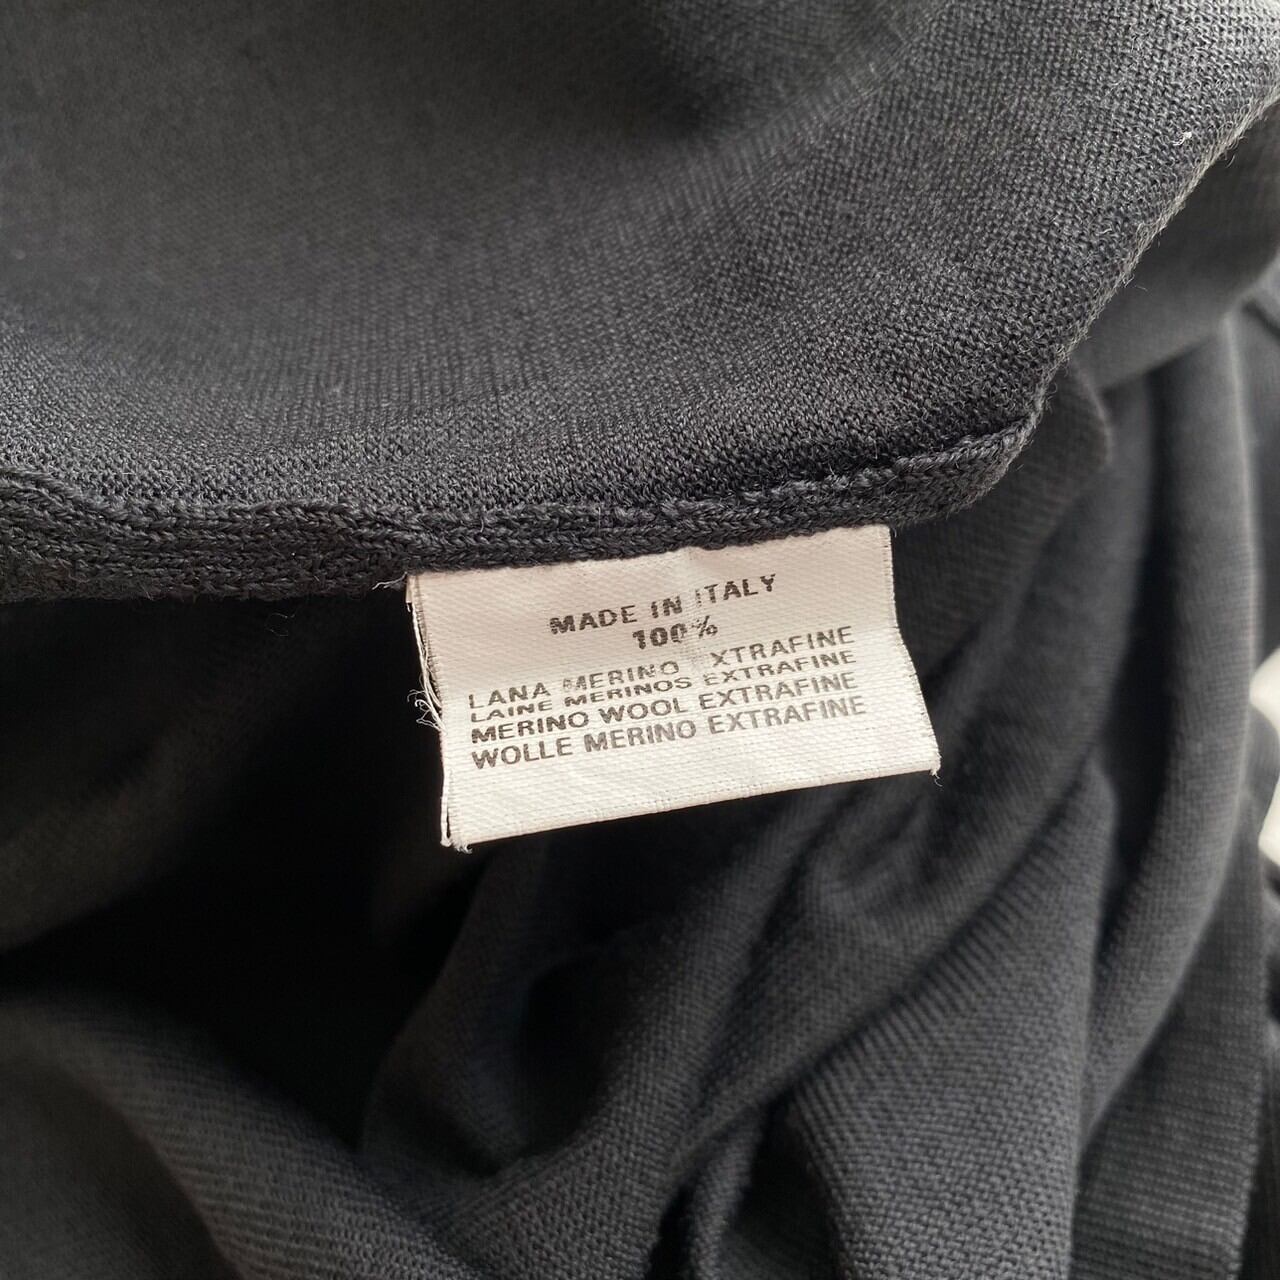 MADE IN ITALY
100%
LANA MERINO EXTRAFINE
LAINE MERINOS EXTRAFINE
MERINO WOOL EXTRAFINE
WOLLE MERINO EXTRAFINE